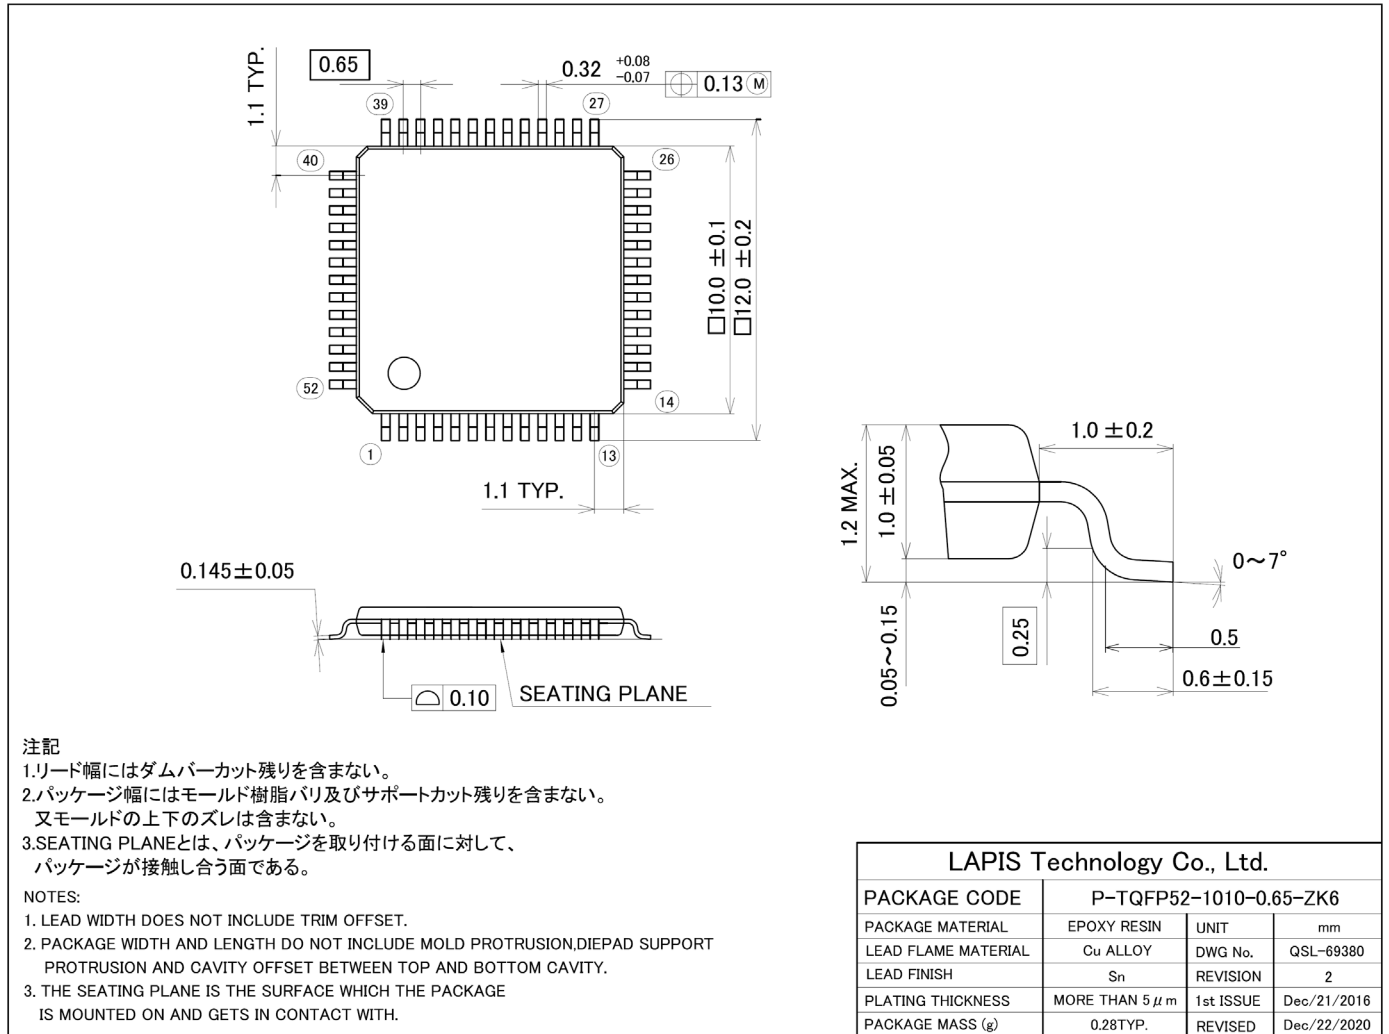 1.1 TYP.
0.65
0.32 +0.08
-0.07
0.13 M
39
27
40
26
□10.0 ±0.1
□12.0 ±0.2
52
14
1
13
1.1 TYP.
1.0 ±0.2
1.2 MAX.
1.0 ±0.05
0~7°
0.05~0.15
0.25
0.5
0.6±0.15
0.145±0.05
0.10
SEATING PLANE
注記
1.リード幅にはダムバーカット残りを含まない。
2.パッケージ幅にはモールド樹脂バリ及びサポートカット残りを含まない。
又モールドの上下のズレは含まない。
3.SEATING PLANEとは、パッケージを取り付ける面に対して、
パッケージが接触し合う面である。
NOTES:
1. LEAD WIDTH DOES NOT INCLUDE TRIM OFFSET.
2. PACKAGE WIDTH AND LENGTH DO NOT INCLUDE MOLD PROTRUSION,DIEPAD SUPPORT
PROTRUSION AND CAVITY OFFSET BETWEEN TOP AND BOTTOM CAVITY.
3. THE SEATING PLANE IS THE SURFACE WHICH THE PACKAGE
IS MOUNTED ON AND GETS IN CONTACT WITH.
LAPIS Technology Co., Ltd.
PACKAGE CODE P-TQFP52-1010-0.65-ZK6
PACKAGE MATERIAL EPOXY RESIN UNIT mm
LEAD FLAME MATERIAL Cu ALLOY DWG No. QSL-69380
LEAD FINISH Sn REVISION 2
PLATING THICKNESS MORE THAN 5μm 1st ISSUE Dec/21/2016
PACKAGE MASS (g) 0.28TYP. REVISED Dec/22/2020